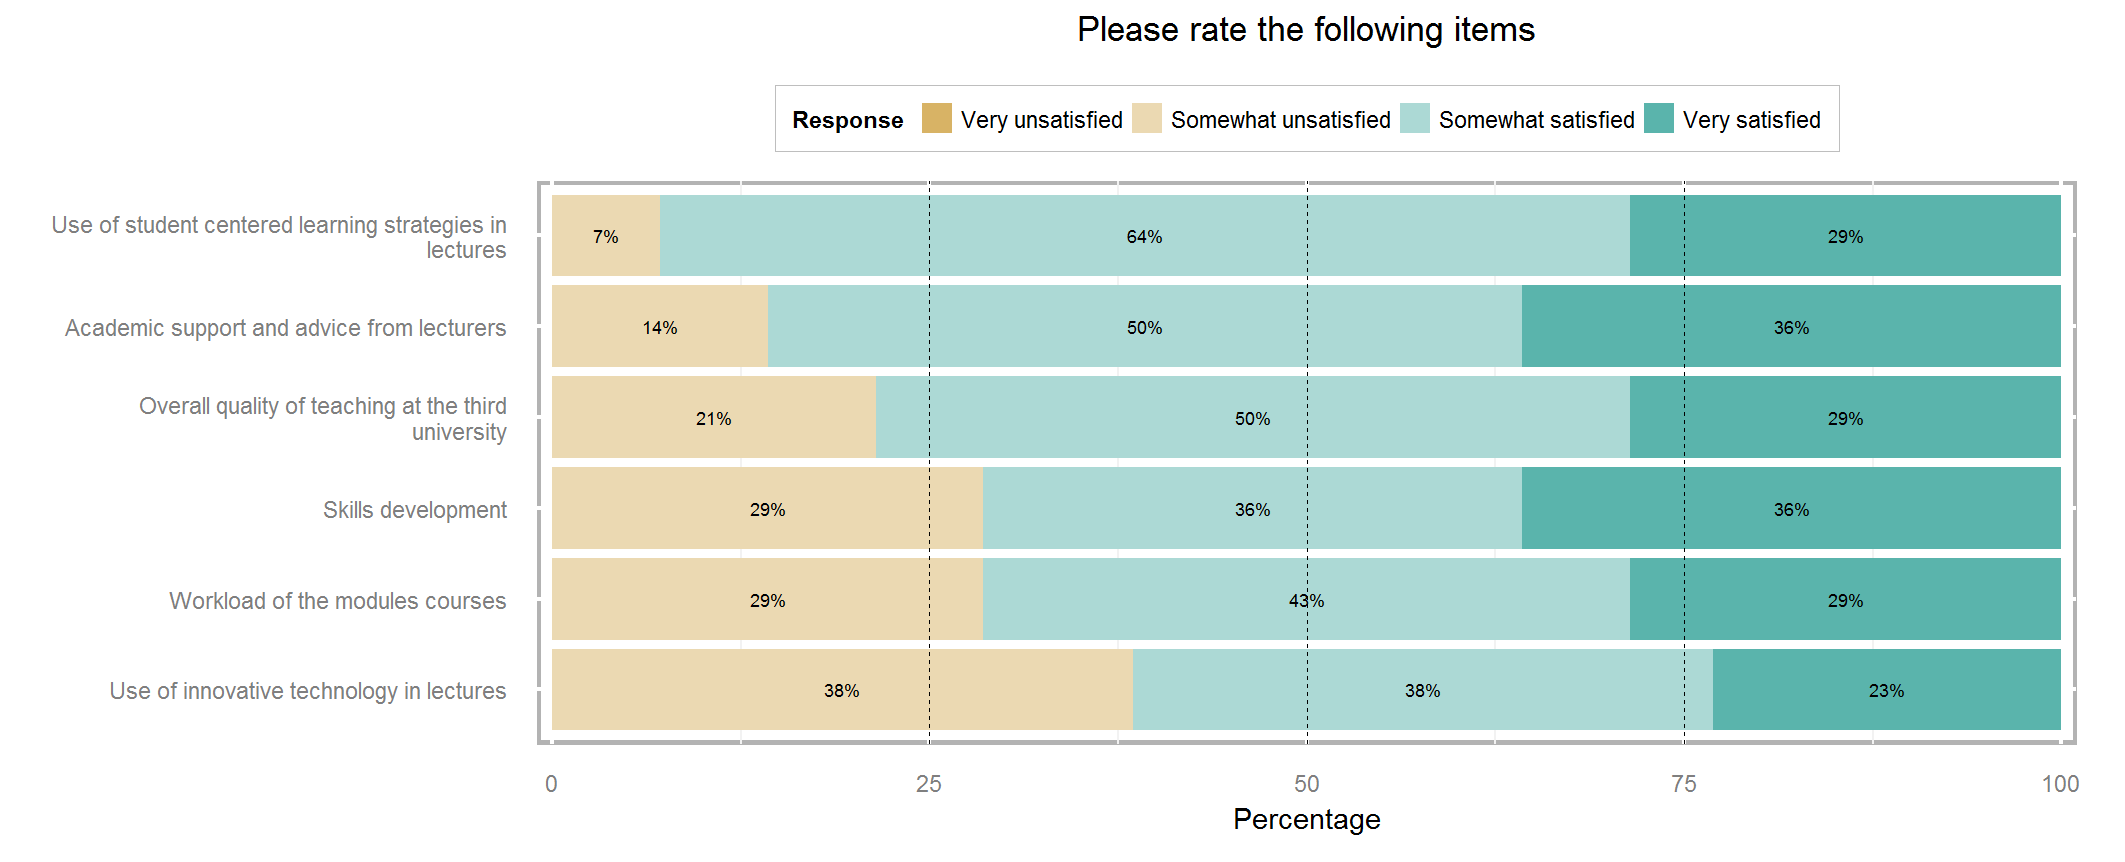 Please rate the following items
Response Very unsatisfied Somewhat unsatisfied Somewhat satisfied Very satisfied
Use of student centered learning strategies in
lectures
7% 64% 29%
Academic support and advice from lecturers
14% 50% 36%
Overall quality of teaching at the third
university
21% 50% 29%
Skills development
29% 36% 36%
Workload of the modules courses
29% 43% 29%
Use of innovative technology in lectures
38% 38% 23%
0 25 50 75 100
Percentage